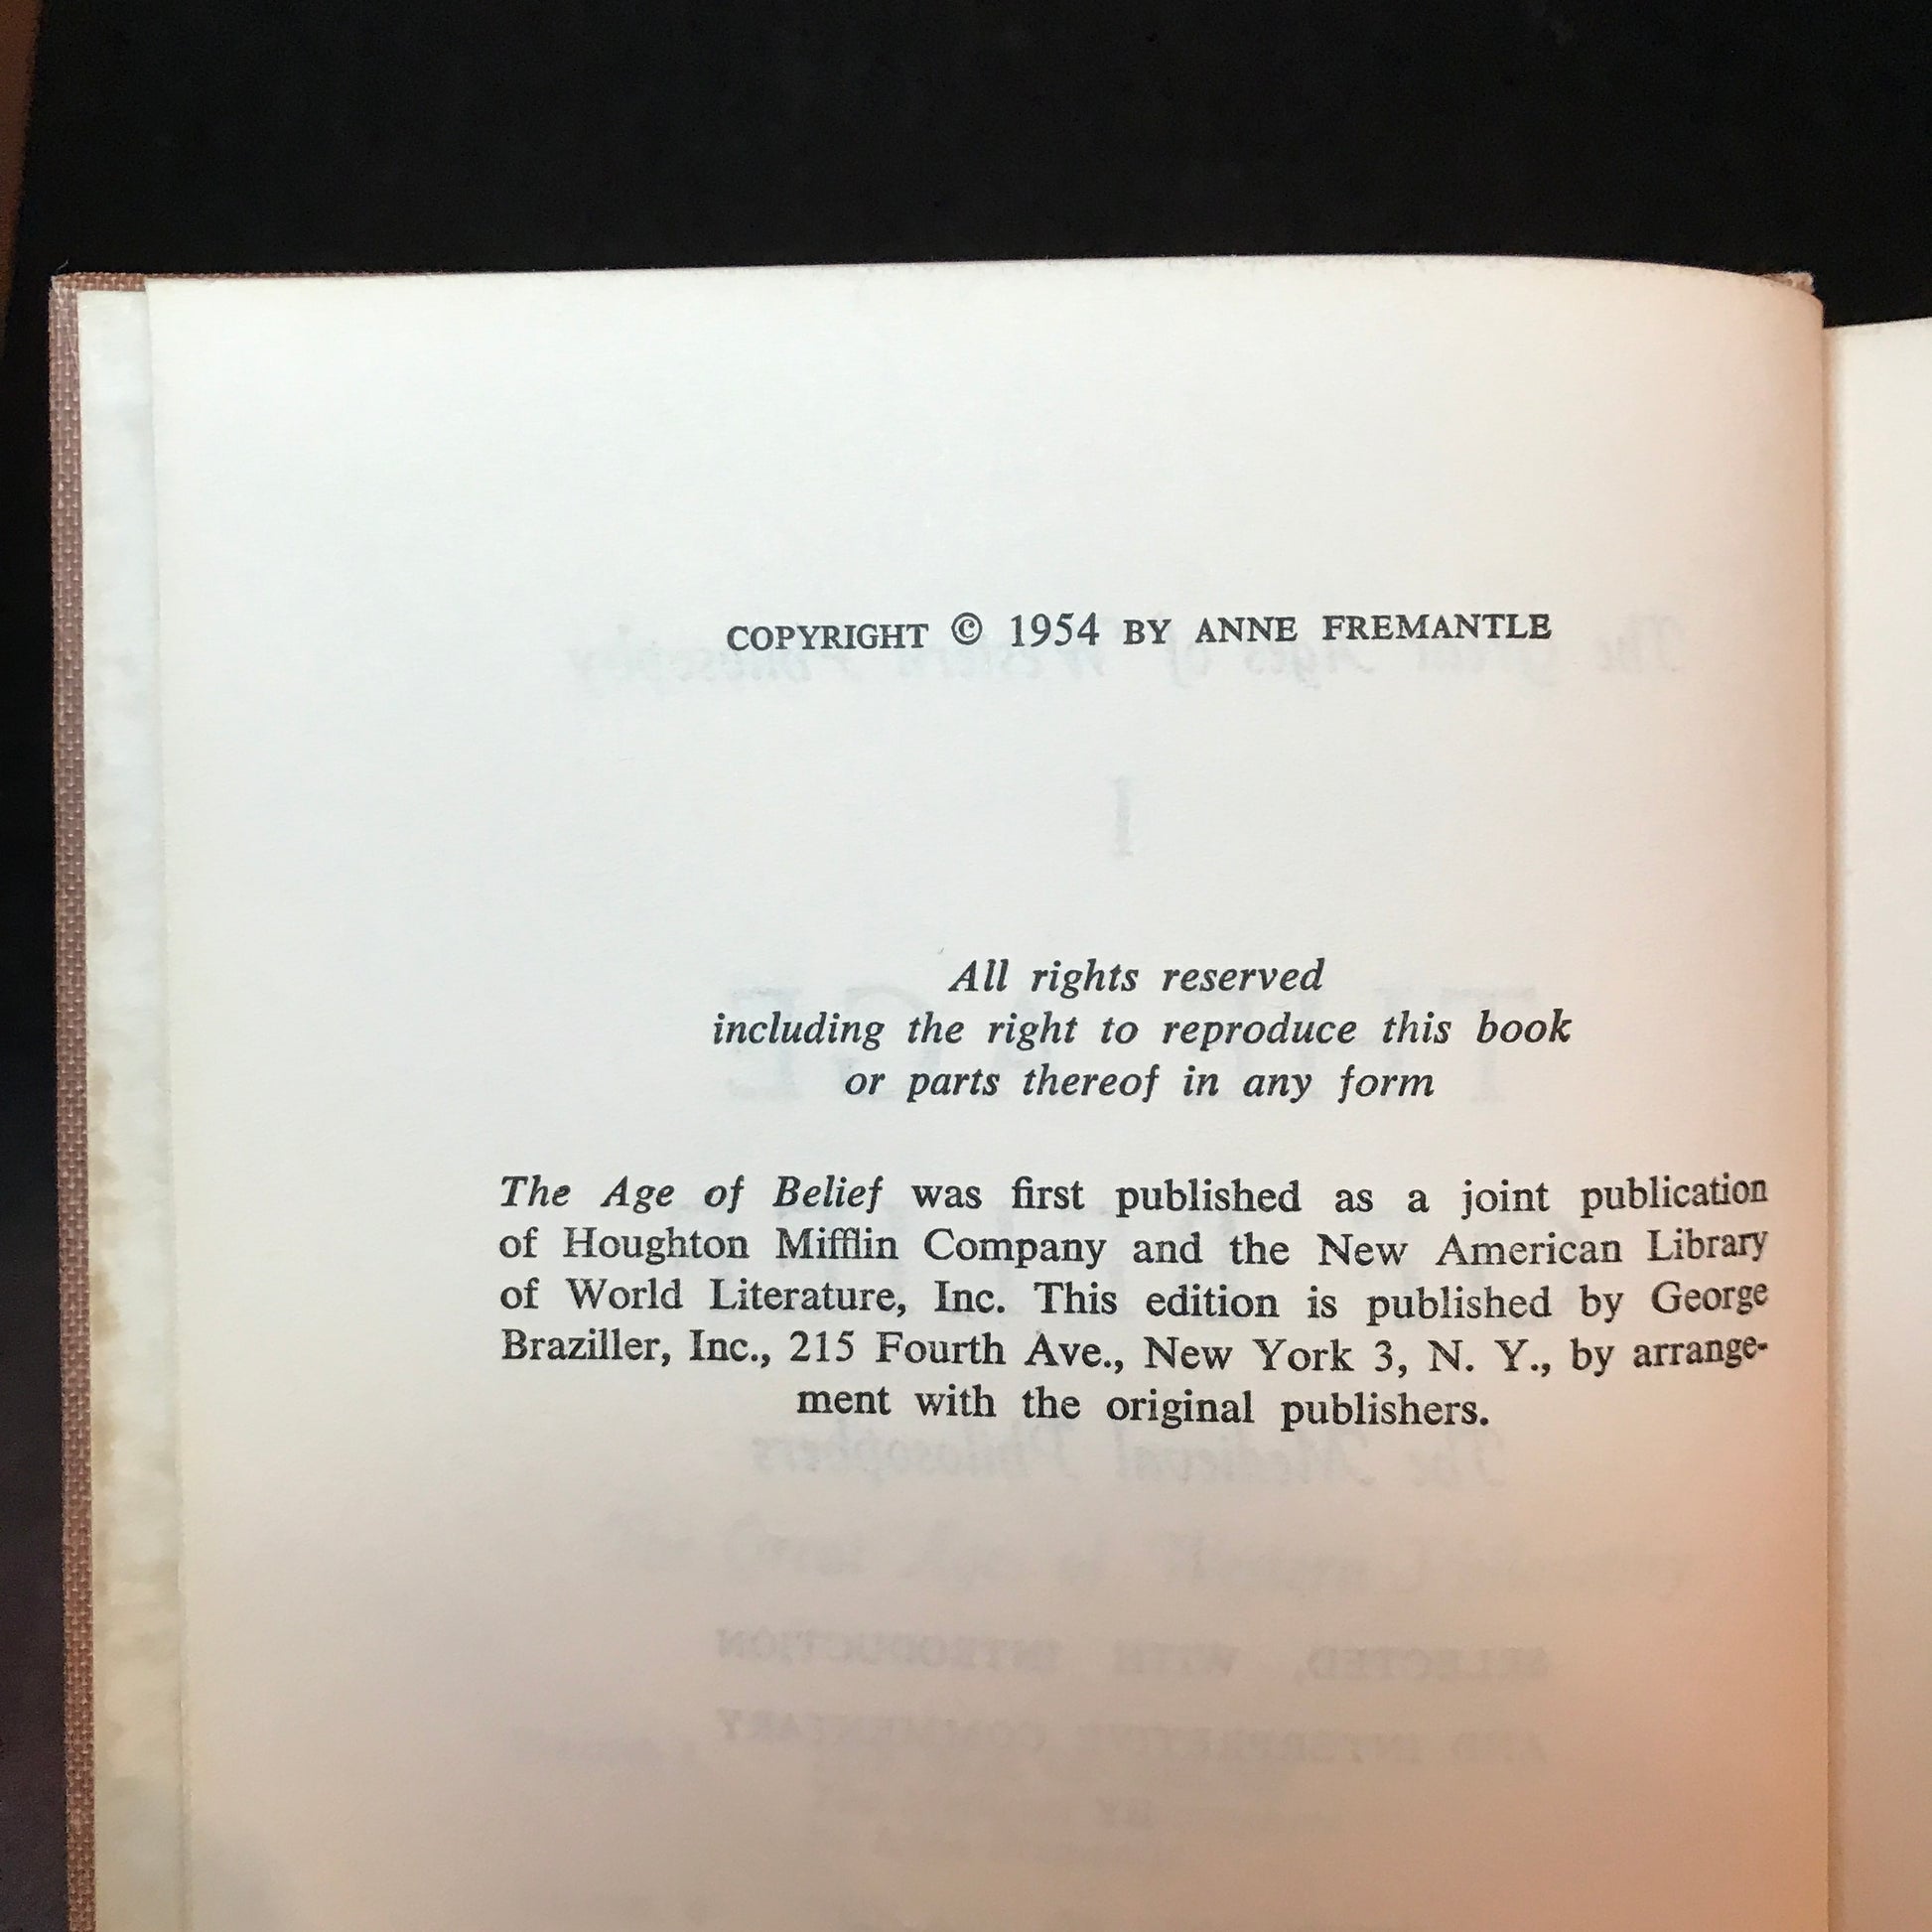 COPYRIGHT © 1954 BY ANNE FREMANTLE
All rights reserved
including the right to reproduce this book
or parts thereof in any form
The Age of Belief was first published as a joint publication
of Houghton Mifflin Company and the New American Library
of World Literature, Inc. This edition is published by George
Braziller, Inc., 215 Fourth Ave., New York 3, N. Y., by arrange-
ment with the original publishers.